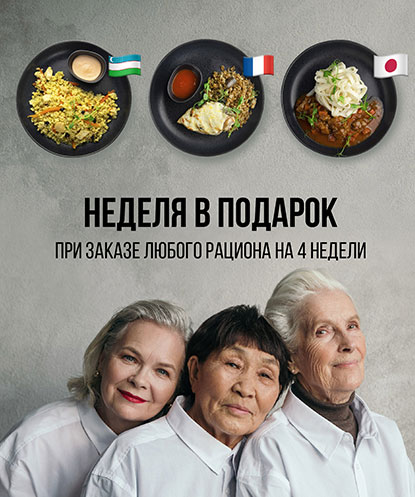 НЕДЕЛЯ В ПОДАРОК
ПРИ ЗАКАЗЕ ЛЮБОГО РАЦИОНА НА 4 НЕДЕЛИ